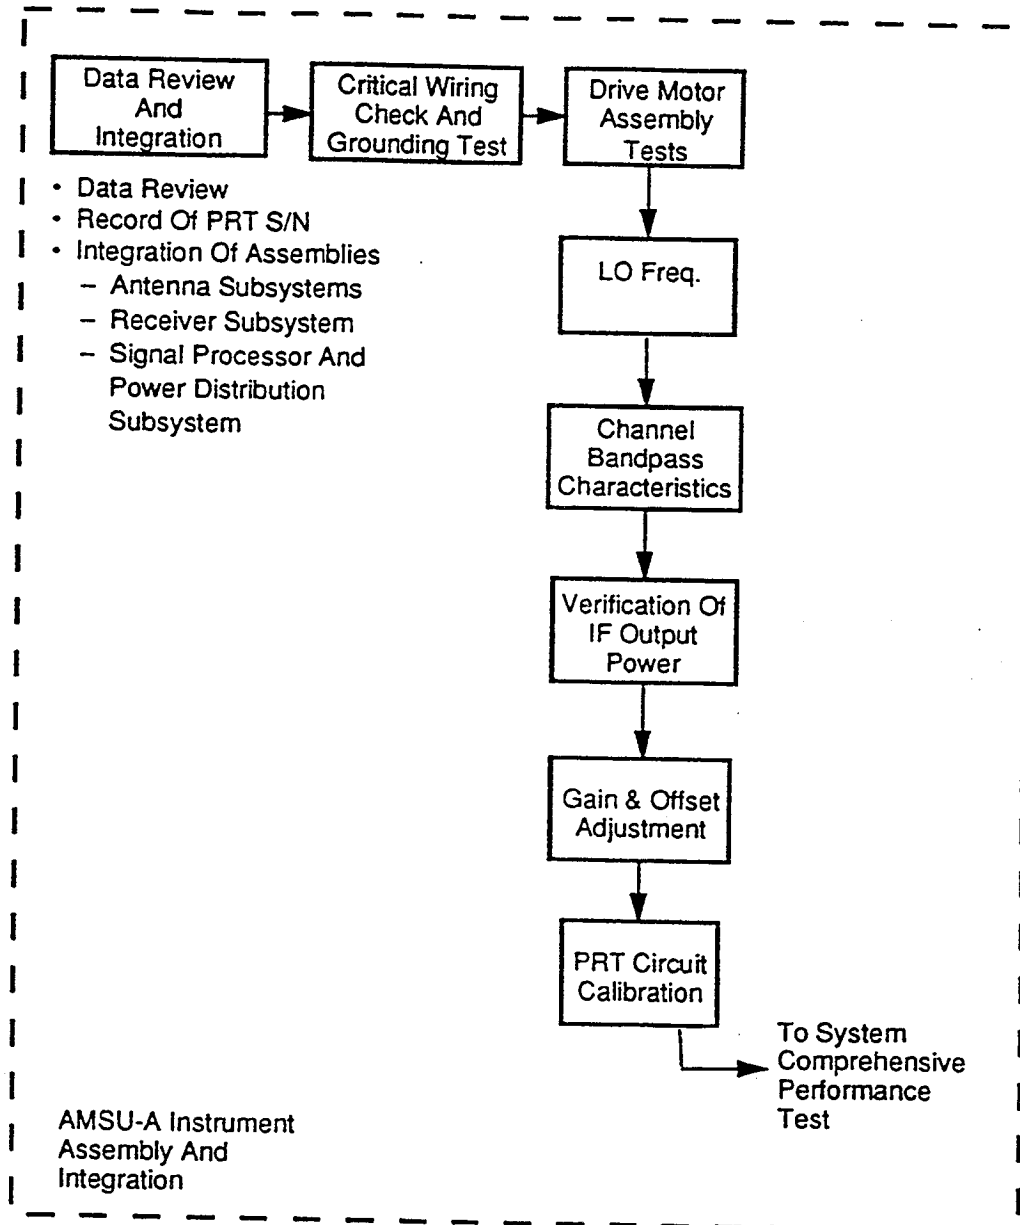 Data Review
And
Integration
Critical Wiring
Check And
Grounding Test
Drive Motor
Assembly
Tests
• Data Review
• Record Of PRT S/N
• Integration Of Assemblies
– Antenna Subsystems
– Receiver Subsystem
– Signal Processor And
Power Distribution
Subsystem
LO Freq.
Channel
Bandpass
Characteristics
Verification Of
IF Output
Power
Gain & Offset
Adjustment
PRT Circuit
Calibration
To System
Comprehensive
Performance
Test
AMSU-A Instrument
Assembly And
Integration